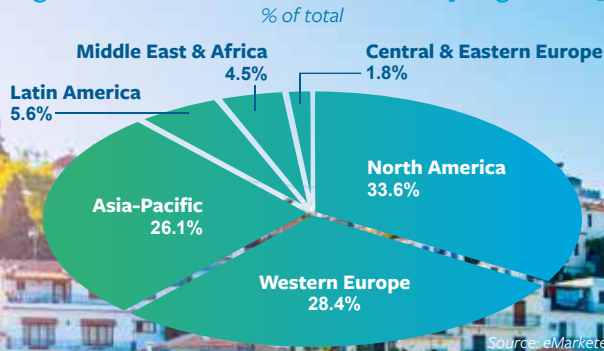 % of total
Middle East & Africa
4.5%
Central & Eastern Europe
1.8%
Latin America
5.6%
North America
33.6%
Asia-Pacific
26.1%
Western Europe
28.4%
Source: eMarkete